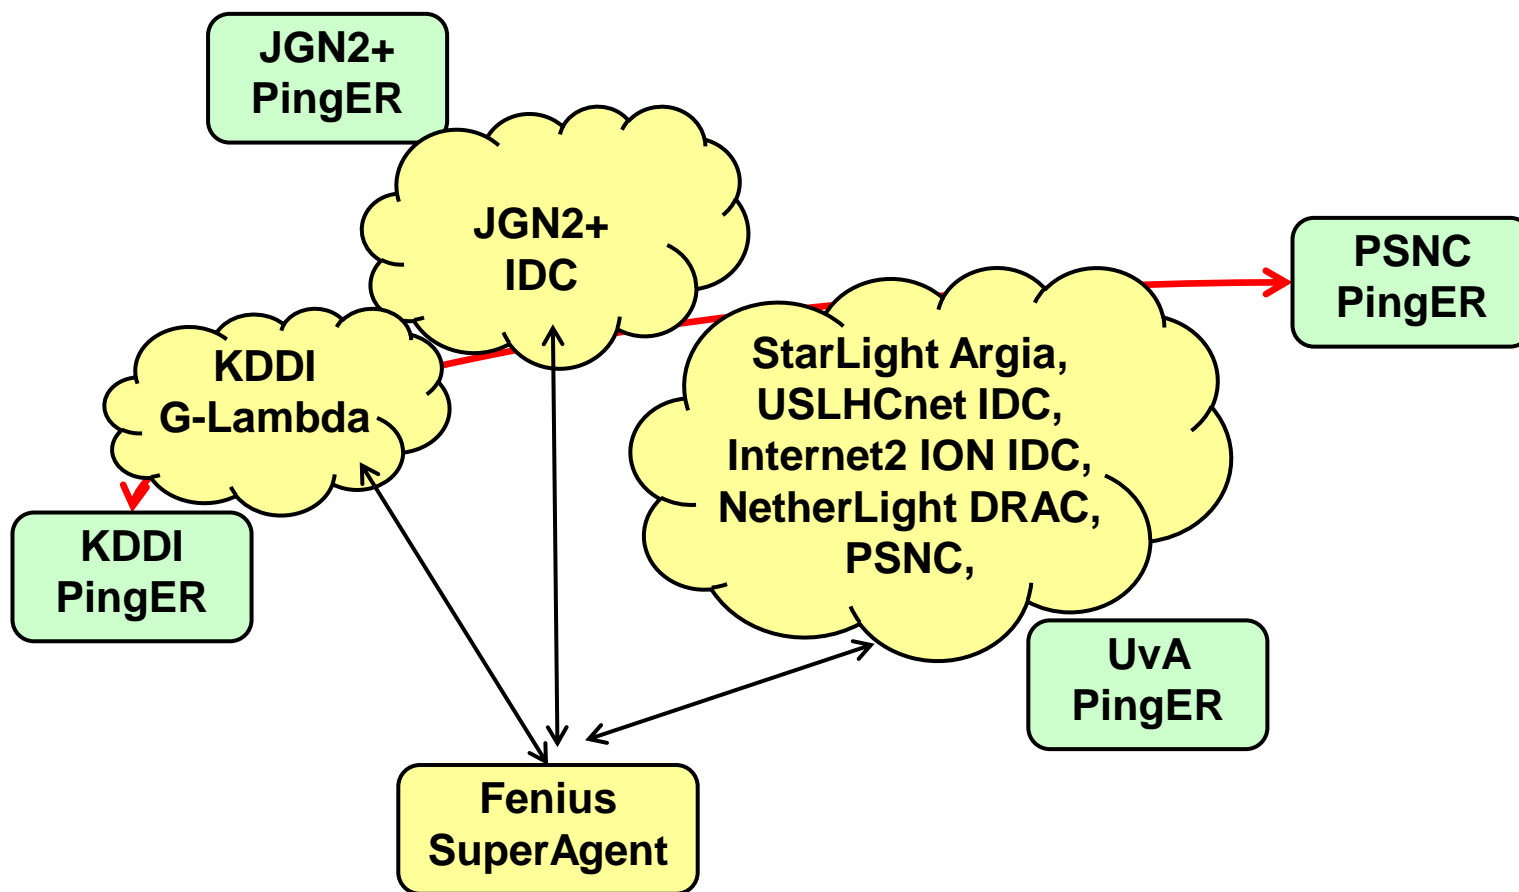 JGN2+
PingER
JGN2+
IDC
PSNC
PingER
KDDI
G-Lambda
StarLight Argia,
USLHCnet IDC,
Internet2 ION IDC,
NetherLight DRAC,
PSNC,
KDDI
PingER
UvA
PingER
Fenius
SuperAgent